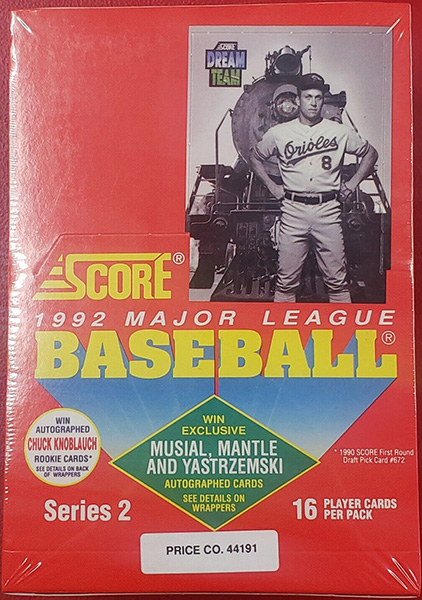 SCORE
DREAM
TEAM
Orioles
8
SCORE®
1992 MAJOR LEAGUE
BASEBALL®
WIN
AUTOGRAPHED
CHUCK KNOBLAUCH
ROOKIE CARDS*
SEE DETAILS ON BACK
OF WRAPPERS
WIN
EXCLUSIVE
MUSIAL, MANTLE
AND YASTRZEMSKI
AUTOGRAPHED CARDS
SEE DETAILS ON
WRAPPERS
* 1990 SCORE First Round
Draft Pick Card #672
Series 2
16 PLAYER CARDS
PER PACK
PRICE CO. 44191